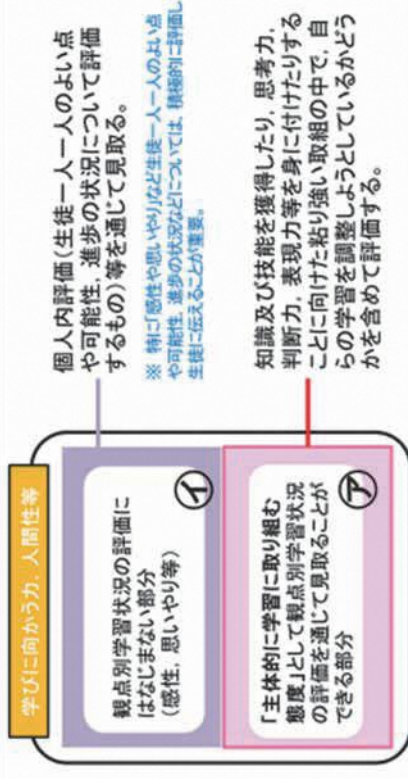 学びに向かう力，人間性等
観点別学習状況の評価に
はなじまない部分
（感性，思いやり等）
イ
個人内評価（生徒一人一人のよい点
や可能性，進歩の状況について評価
するもの）等を通じて見取る。
※ 特に「感性や思いやり」など生徒一人一人のよい点
や可能性，進歩の状況などについては，積極的に評価し
生徒に伝えることが重要。
「主体的に学習に取り組む
態度」として観点別学習状況
の評価を通じて見取ることが
できる部分
ア
知識及び技能を獲得したり，思考力，
判断力，表現力等を身に付けたりする
ことに向けた粘り強い取組の中で，自
らの学習を調整しようとしているかどう
かを含めて評価する。